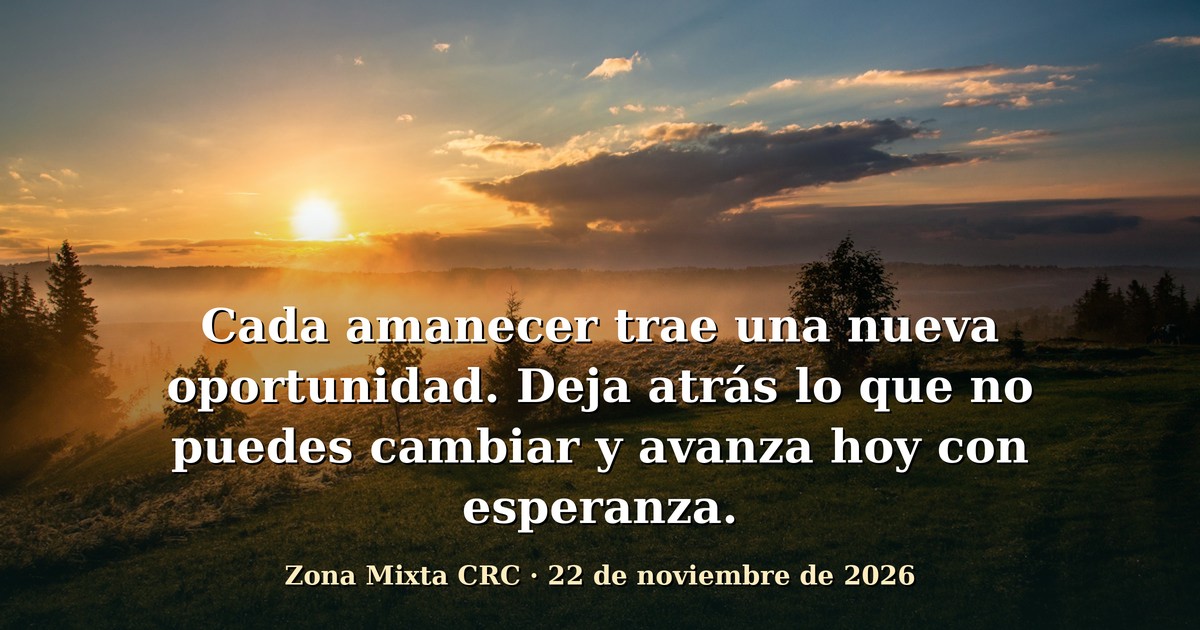 Cada amanecer trae una nueva
oportunidad. Deja atrás lo que no
puedes cambiar y avanza hoy con
esperanza.
Zona Mixta CRC · 22 de noviembre de 2026